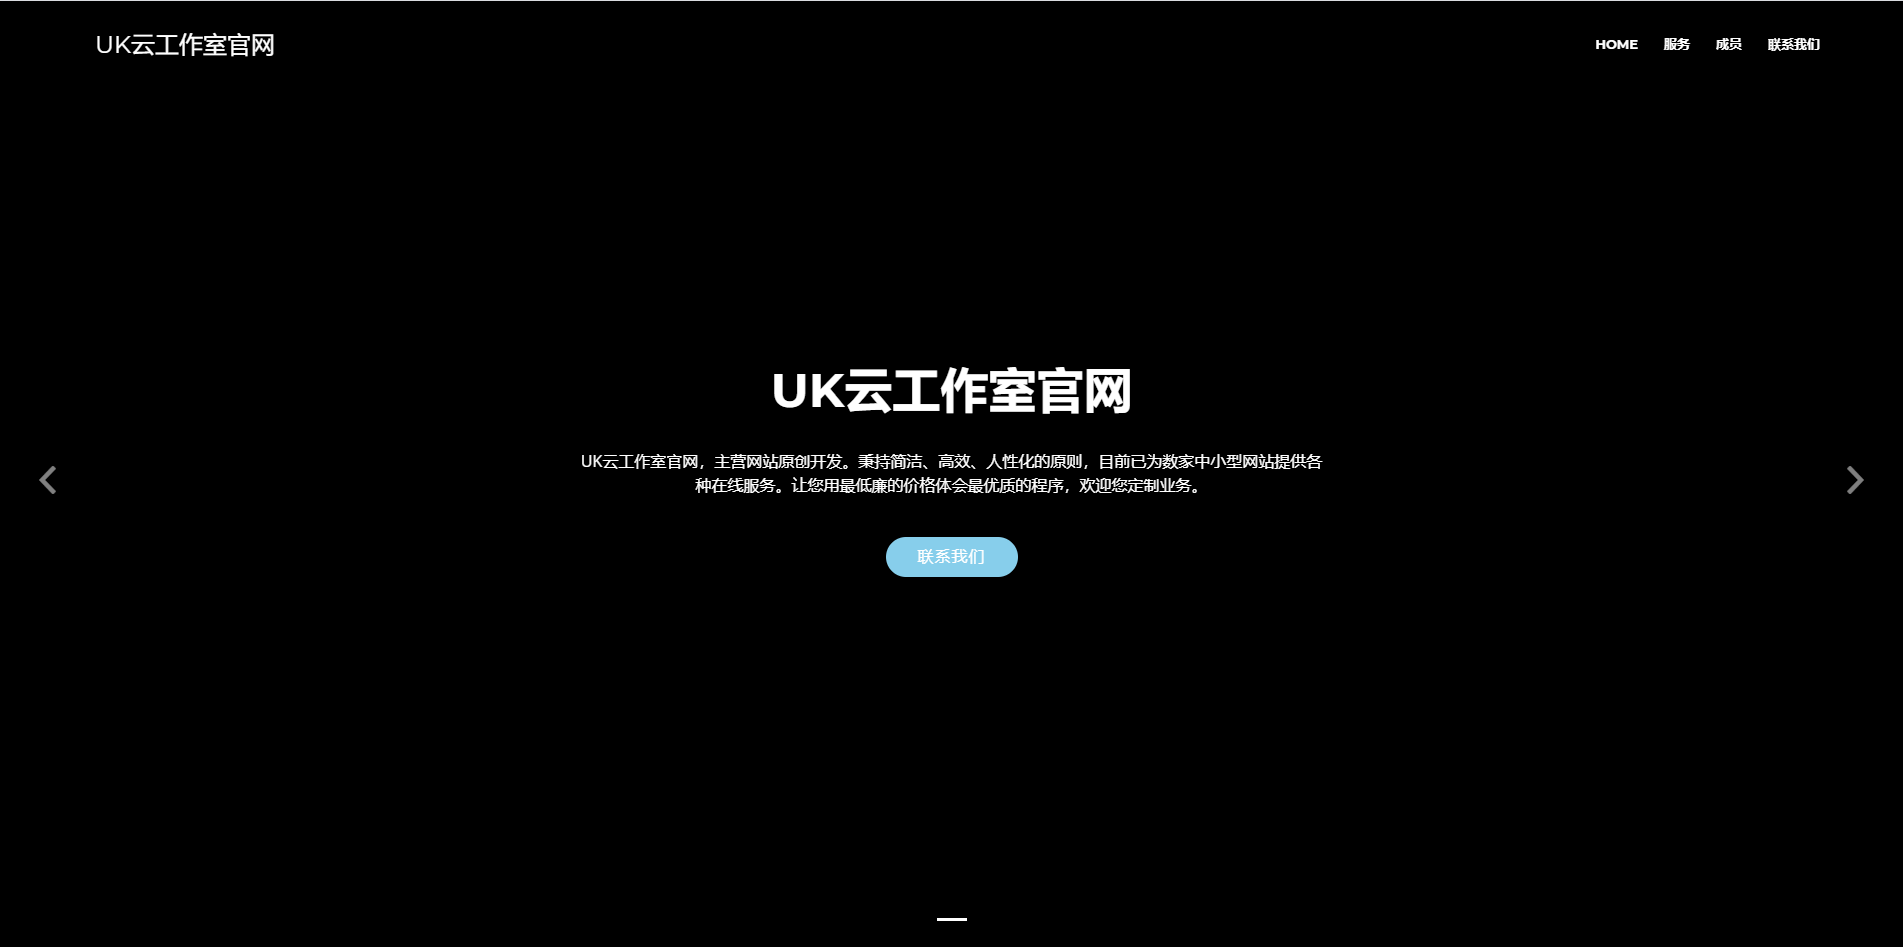 UK云工作室官网
HOME 服务 成员 联系我们
UK云工作室官网
UK云工作室官网，主营网站原创开发。秉持简洁、高效、人性化的原则，目前已为数家中小型网站提供各
种在线服务。让您用最低廉的价格体会最优质的程序，欢迎您定制业务。
联系我们